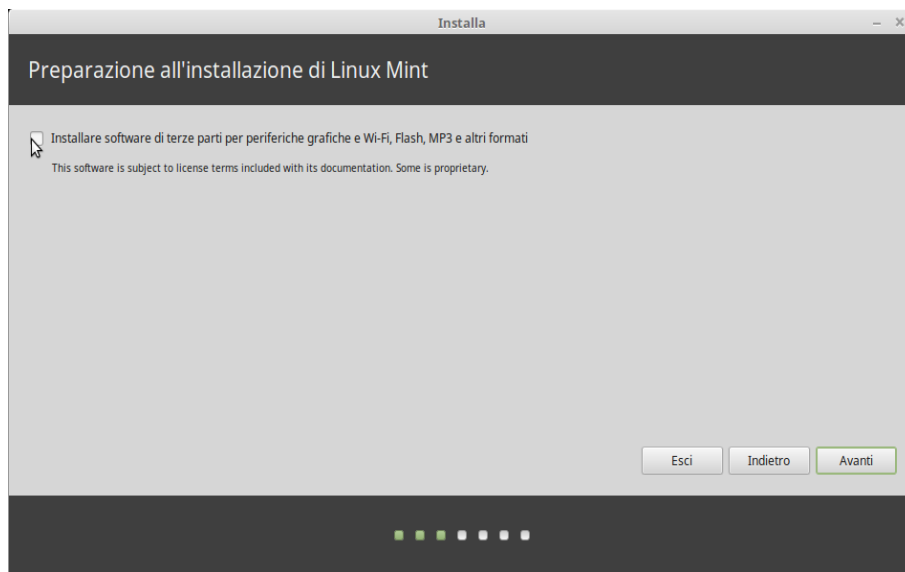 Installa
Preparazione all'installazione di Linux Mint
Installare software di terze parti per periferiche grafiche e Wi-Fi, Flash, MP3 e altri formati
This software is subject to license terms included with its documentation. Some is proprietary.
Esci Indietro Avanti